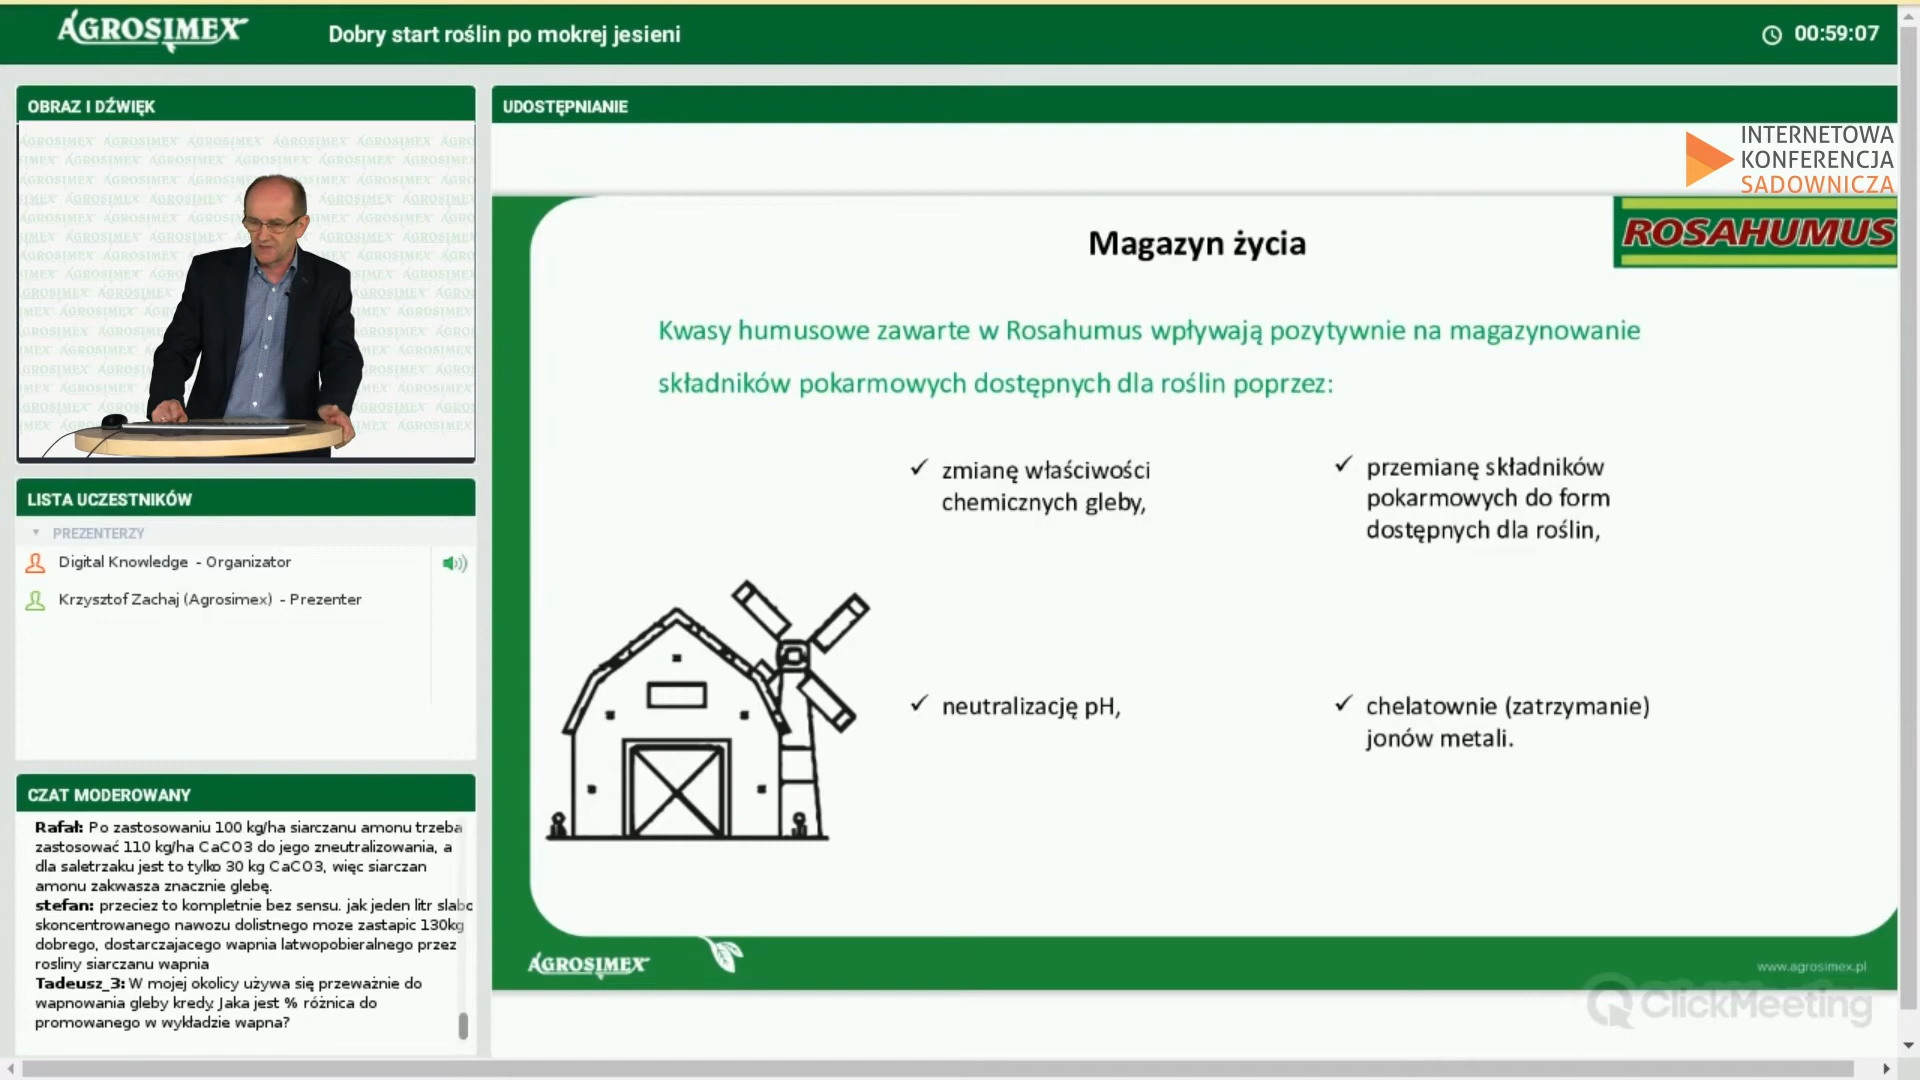 AGROSIMEX
Dobry start roślin po mokrej jesieni
00:59:07
OBRAZ I DŹWIĘK
LISTA UCZESTNIKÓW
PREZENTERZY
Digital Knowledge - Organizator
Krzysztof Zachaj (Agrosimex) - Prezenter
CZAT MODEROWANY
Rafał: Po zastosowaniu 100 kg/ha siarczanu amonu trzeba
zastosować 110 kg/ha CaCO3 do jego zneutralizowania, a
dla saletrzaku jest to tylko 30 kg CaCO3, więc siarczan
amonu zakwasza znacznie glebę.
stefan: przeciez to kompletnie bez sensu. jak jeden litr slabo
skoncentrowanego nawozu dolistnego moze zastapic 130kg
dobrego, dostarczajacego wapnia latwopobieralnego przez
rosliny siarczanu wapnia
Tadeusz_3: W mojej okolicy używa się przeważnie do
wapnowania gleby kredy. Jaka jest % różnica do
promowanego w wykładzie wapna?
UDOSTĘPNIANIE
INTERNETOWA
KONFERENCJA
SADOWNICZA
ROSAHUMUS
Magazyn życia
Kwasy humusowe zawarte w Rosahumus wpływają pozytywnie na magazynowanie
składników pokarmowych dostępnych dla roślin poprzez:
✓ zmianę właściwości
chemicznych gleby,
✓ przemianę składników
pokarmowych do form
dostępnych dla roślin,
✓ neutralizację pH,
✓ chelatownie (zatrzymanie)
jonów metali.
AGROSIMEX
www.agrosimex.pl
ClickMeeting